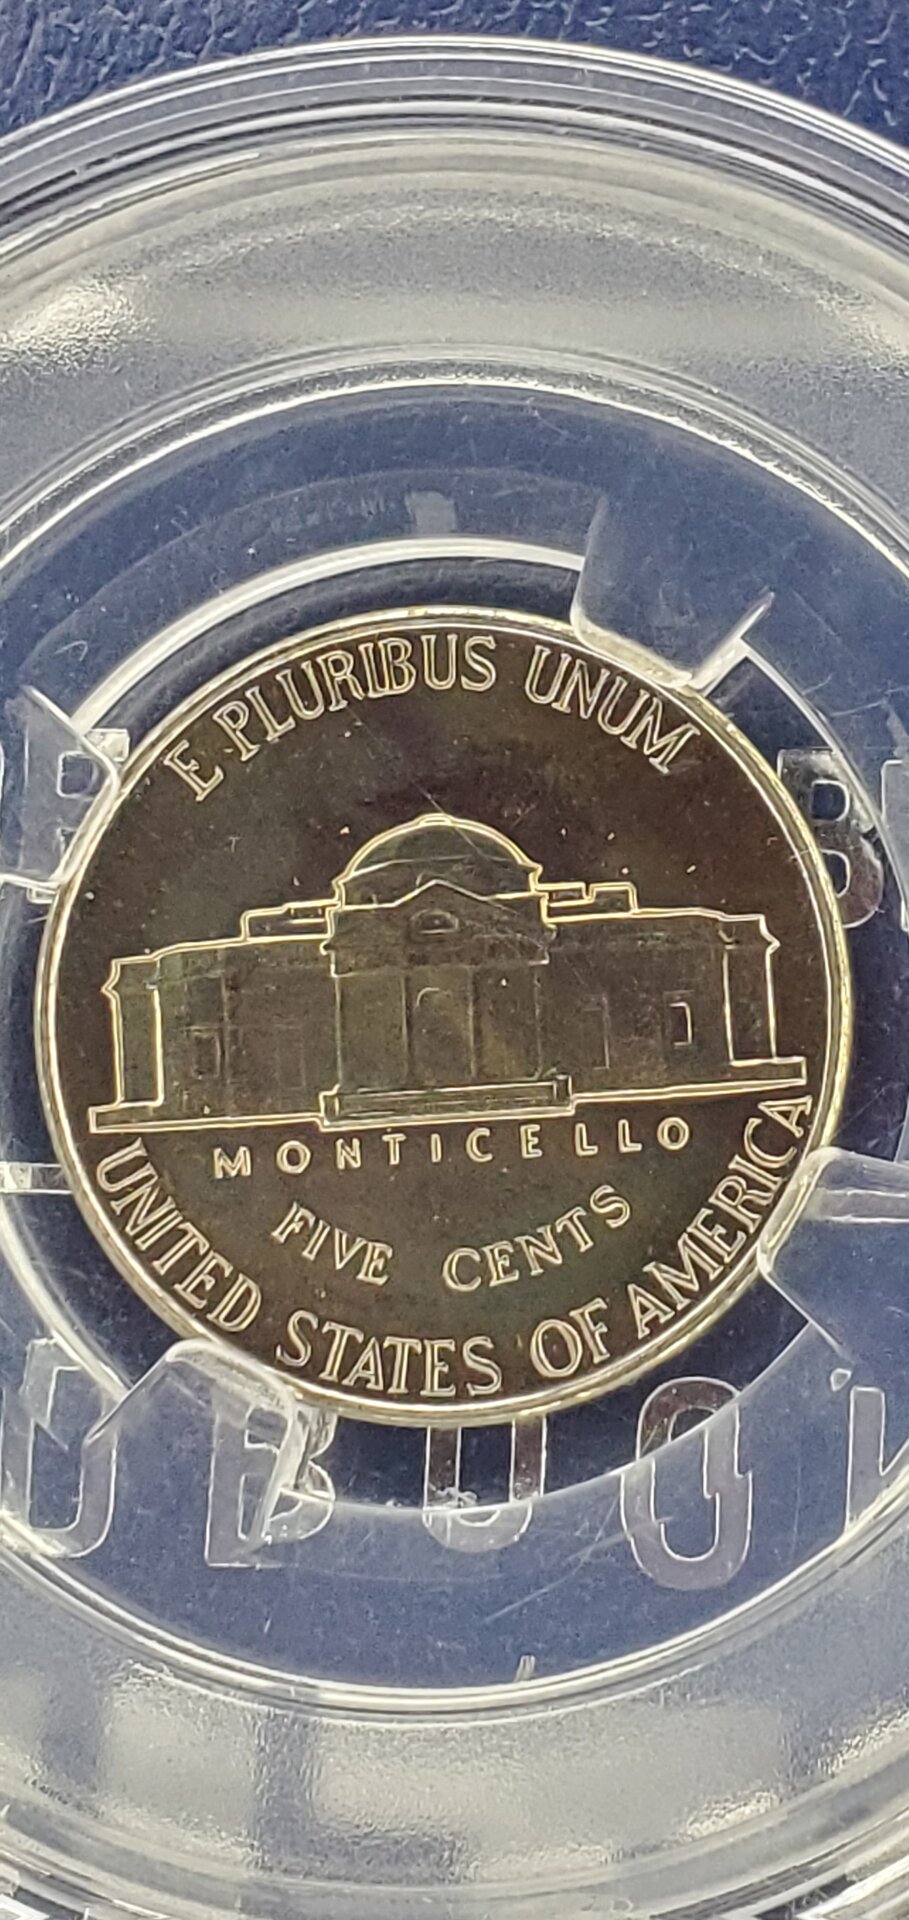 E PLURIBUS UNUM
MONTICELLO
FIVE CENTS
UNITED STATES OF AMERICA